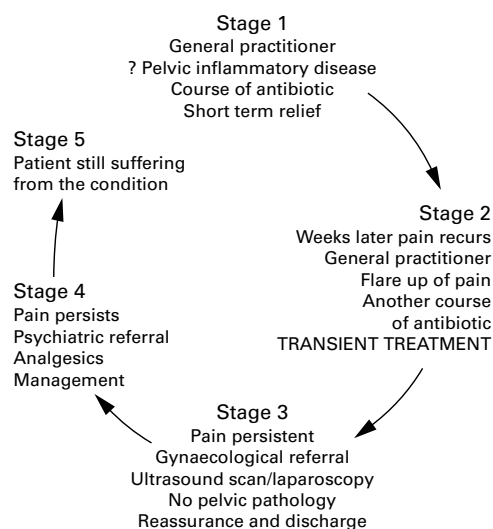 Stage 1
General practitioner
? Pelvic inflammatory disease
Course of antibiotic
Short term relief
Stage 2
Weeks later pain recurs
General practitioner
Flare up of pain
Another course
of antibiotic
TRANSIENT TREATMENT
Stage 3
Pain persistent
Gynaecological referral
Ultrasound scan/laparoscopy
No pelvic pathology
Reassurance and discharge
Stage 4
Pain persists
Psychiatric referral
Analgesics
Management
Stage 5
Patient still suffering
from the condition